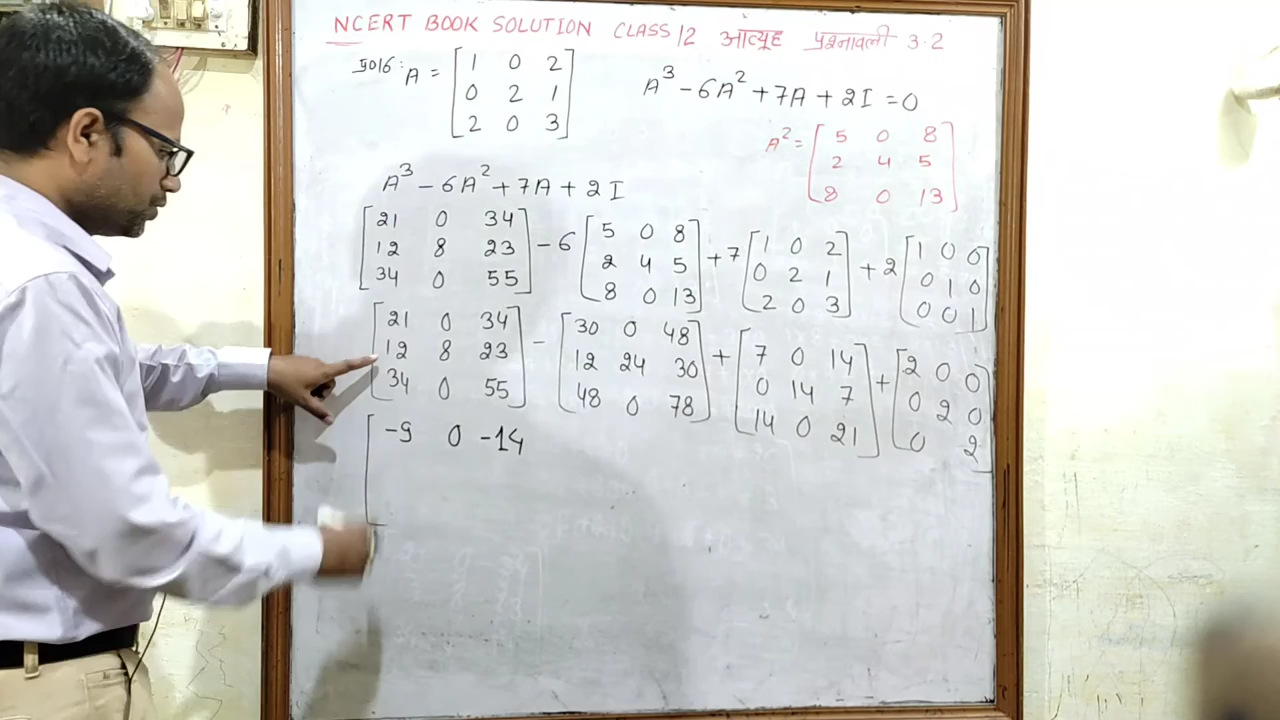 NCERT BOOK SOLUTION CLASS 12 आव्यूह प्रश्नावली 3.2
प्र०16: A = [1 0 2
0 2 1
2 0 3]
A³ - 6A² + 7A + 2I = 0
A² = [5 0 8
2 4 5
8 0 13]
A³ - 6A² + 7A + 2I
[21 0 34] - 6 [5 0 8] + 7 [1 0 2] + 2 [1 0 0]
[12 8 23] [2 4 5] [0 2 1] [0 1 0]
[34 0 55] [8 0 13] [2 0 3] [0 0 1]
[21 0 34] - [30 0 48] + [7 0 14] + [2 0 0]
[12 8 23] [12 24 30] [0 14 7] [0 2 0]
[34 0 55] [48 0 78] [14 0 21] [0 2]
[-9 0 -14